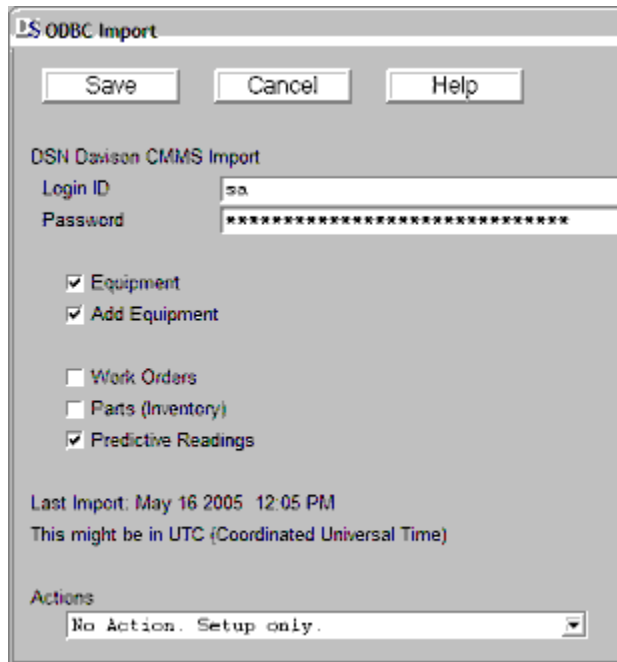 DS ODBC Import
Save Cancel Help
DSN Davison CMMS Import
Login ID sa
Password ******************************
Equipment
Add Equipment
Work Orders
Parts (Inventory)
Predictive Readings
Last Import: May 16 2005 12:05 PM
This might be in UTC (Coordinated Universal Time)
Actions
No Action. Setup only.